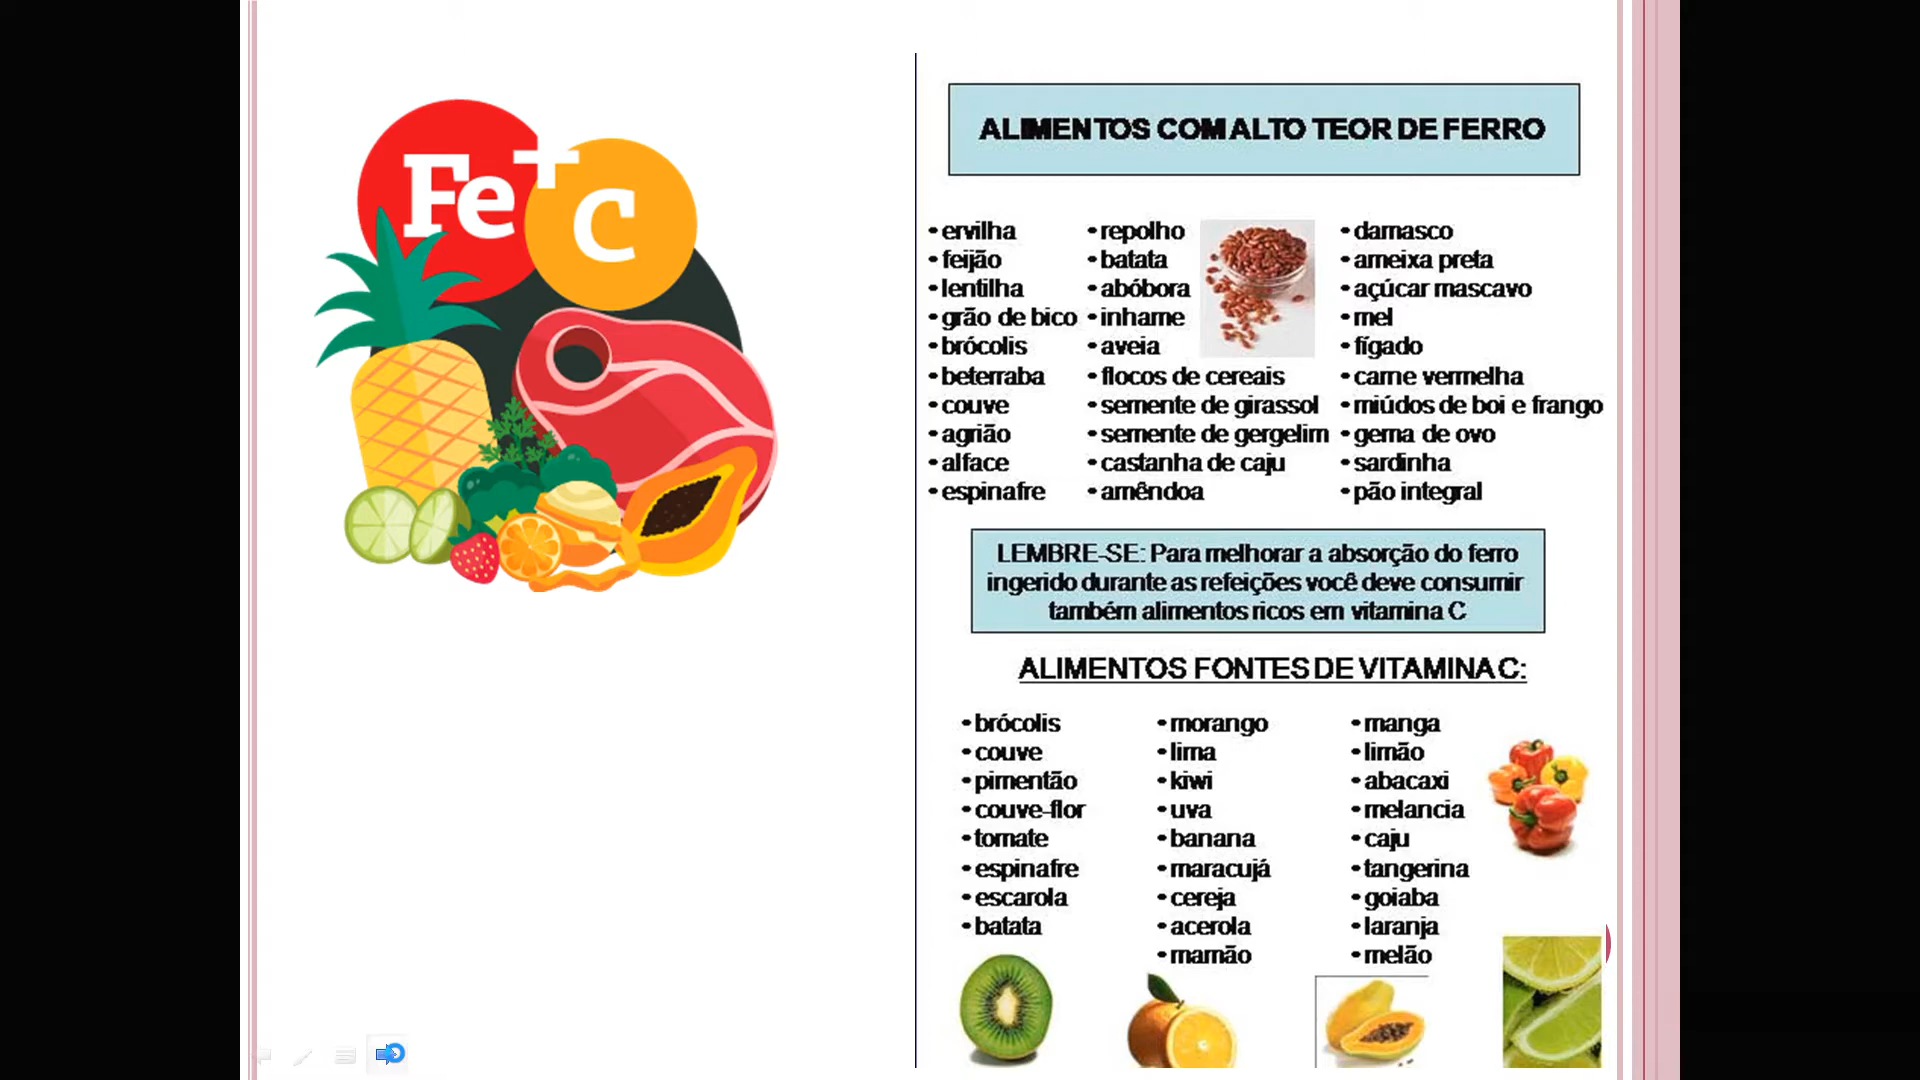 Fe+C
ALIMENTOS COM ALTO TEOR DE FERRO
• ervilha
• feijão
• lentilha
• grão de bico
• brócolis
• beterraba
• couve
• agrião
• alface
• espinafre
• repolho
• batata
• abóbora
• inhame
• aveia
• flocos de cereais
• semente de girassol
• semente de gergelim
• castanha de caju
• amêndoa
• damasco
• ameixa preta
• açúcar mascavo
• mel
• fígado
• carne vermelha
• miúdos de boi e frango
• gema de ovo
• sardinha
• pão integral
LEMBRE-SE: Para melhorar a absorção do ferro
ingerido durante as refeições você deve consumir
também alimentos ricos em vitamina C
ALIMENTOS FONTES DE VITAMINA C:
• brócolis
• couve
• pimentão
• couve-flor
• tomate
• espinafre
• escarola
• batata
• morango
• lima
• kiwi
• uva
• banana
• maracujá
• cereja
• acerola
• mamão
• manga
• limão
• abacaxi
• melancia
• caju
• tangerina
• goiaba
• laranja
• melão